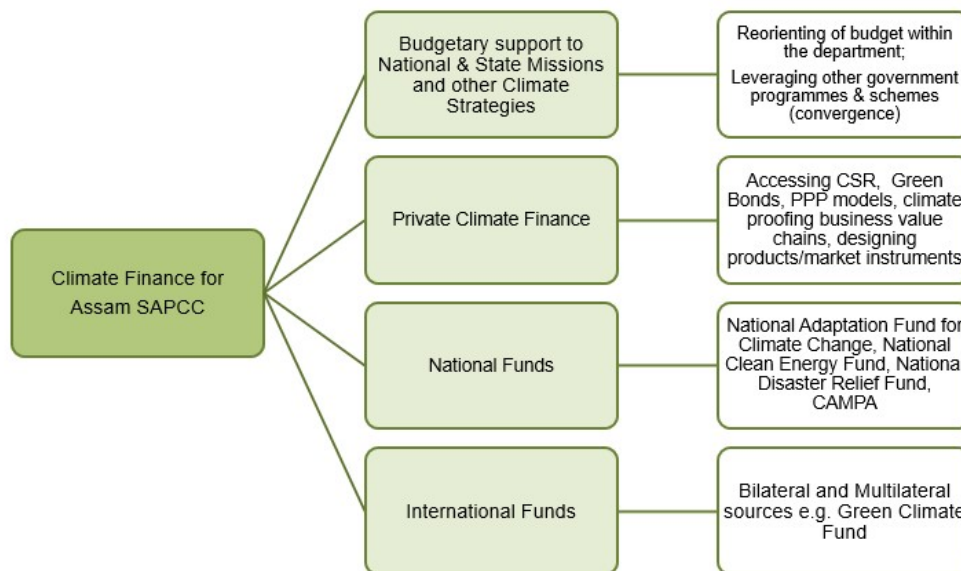 Climate Finance for
Assam SAPCC
Budgetary support to
National & State Missions
and other Climate
Strategies
Reorienting of budget within
the department;
Leveraging other government
programmes & schemes
(convergence)
Private Climate Finance
Accessing CSR, Green
Bonds, PPP models, climate
proofing business value
chains, designing
products/market instruments
National Funds
National Adaptation Fund for
Climate Change, National
Clean Energy Fund, National
Disaster Relief Fund,
CAMPA
International Funds
Bilateral and Multilateral
sources e.g. Green Climate
Fund